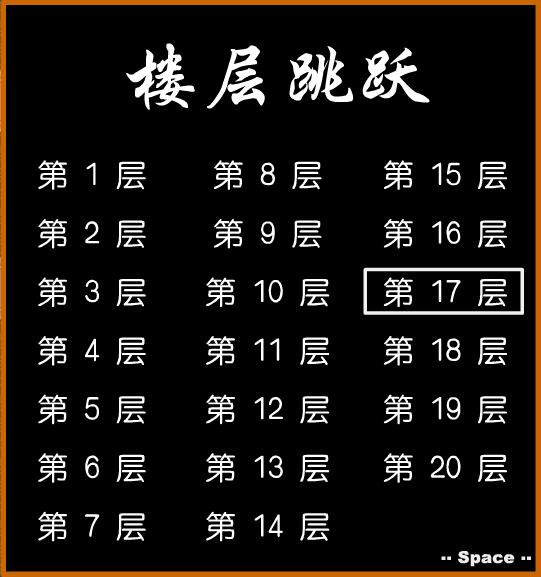 楼层跳跃
第 1 层 第 8 层 第 15 层
第 2 层 第 9 层 第 16 层
第 3 层 第 10 层 第 17 层
第 4 层 第 11 层 第 18 层
第 5 层 第 12 层 第 19 层
第 6 层 第 13 层 第 20 层
第 7 层 第 14 层
-- Space --